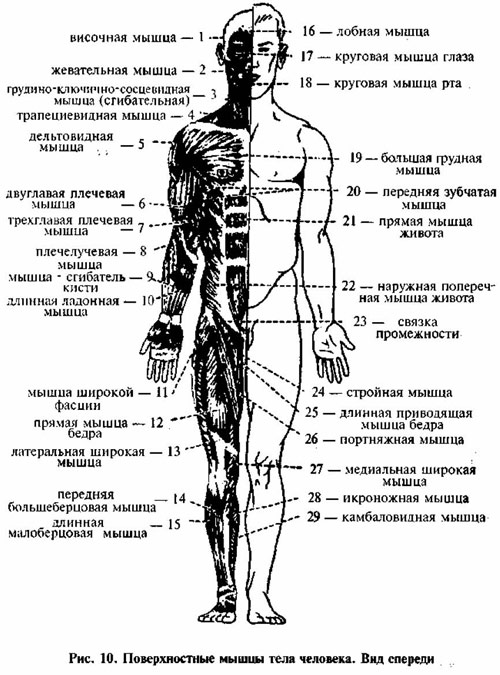 височная мышца — 1
жевательная мышца — 2
грудино-ключично-сосцевидная
мышца (сгибательная) — 3
трапециевидная мышца — 4
дельтовидная
мышца — 5
двуглавая плечевая
мышца — 6
трехглавая плечевая
мышца — 7
плечелучевая — 8
мышца
мышца - сгибатель — 9
кисти
длинная ладонная — 10
мышца
мышца широкой — 11
фасции
прямая мышца — 12
бедра
латеральная широкая — 13
мышца
передняя — 14
большеберцовая мышца
длинная — 15
малоберцовая мышца
16 — лобная мышца
17 — круговая мышца глаза
18 — круговая мышца рта
19 — большая грудная
мышца
20 — передняя зубчатая
мышца
21 — прямая мышца
живота
22 — наружная попереч-
ная мышца живота
23 — связка
промежности
24 — стройная мышца
25 — длинная приводящая
мышца бедра
26 — портняжная мышца
27 — медиальная широкая
мышца
28 — икроножная мышца
29 — камбаловидная мышца
Рис. 10. Поверхностные мышцы тела человека. Вид спереди